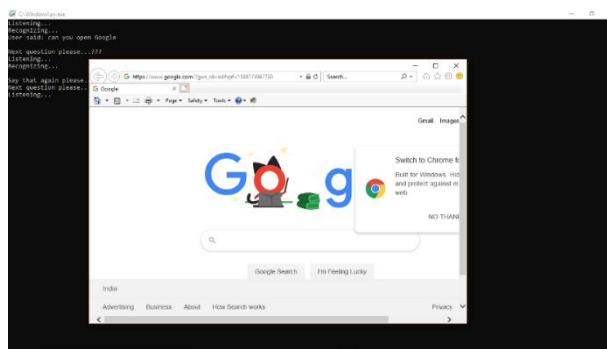 C:\Windows\py.exe
Listening...
Recognizing...
User said: can you open Google
Next question please...???
Listening...
Recognizing...
Say that again please.
Next question please..
Listening...
Search...
Google
Page Safety Tools
Gmail Images
G g
Switch to Chrome fo
Built for Windows. Hid
and protect against m
web
NO THAN
Google Search I'm Feeling Lucky
India
Advertising Business About How Search works Privacy